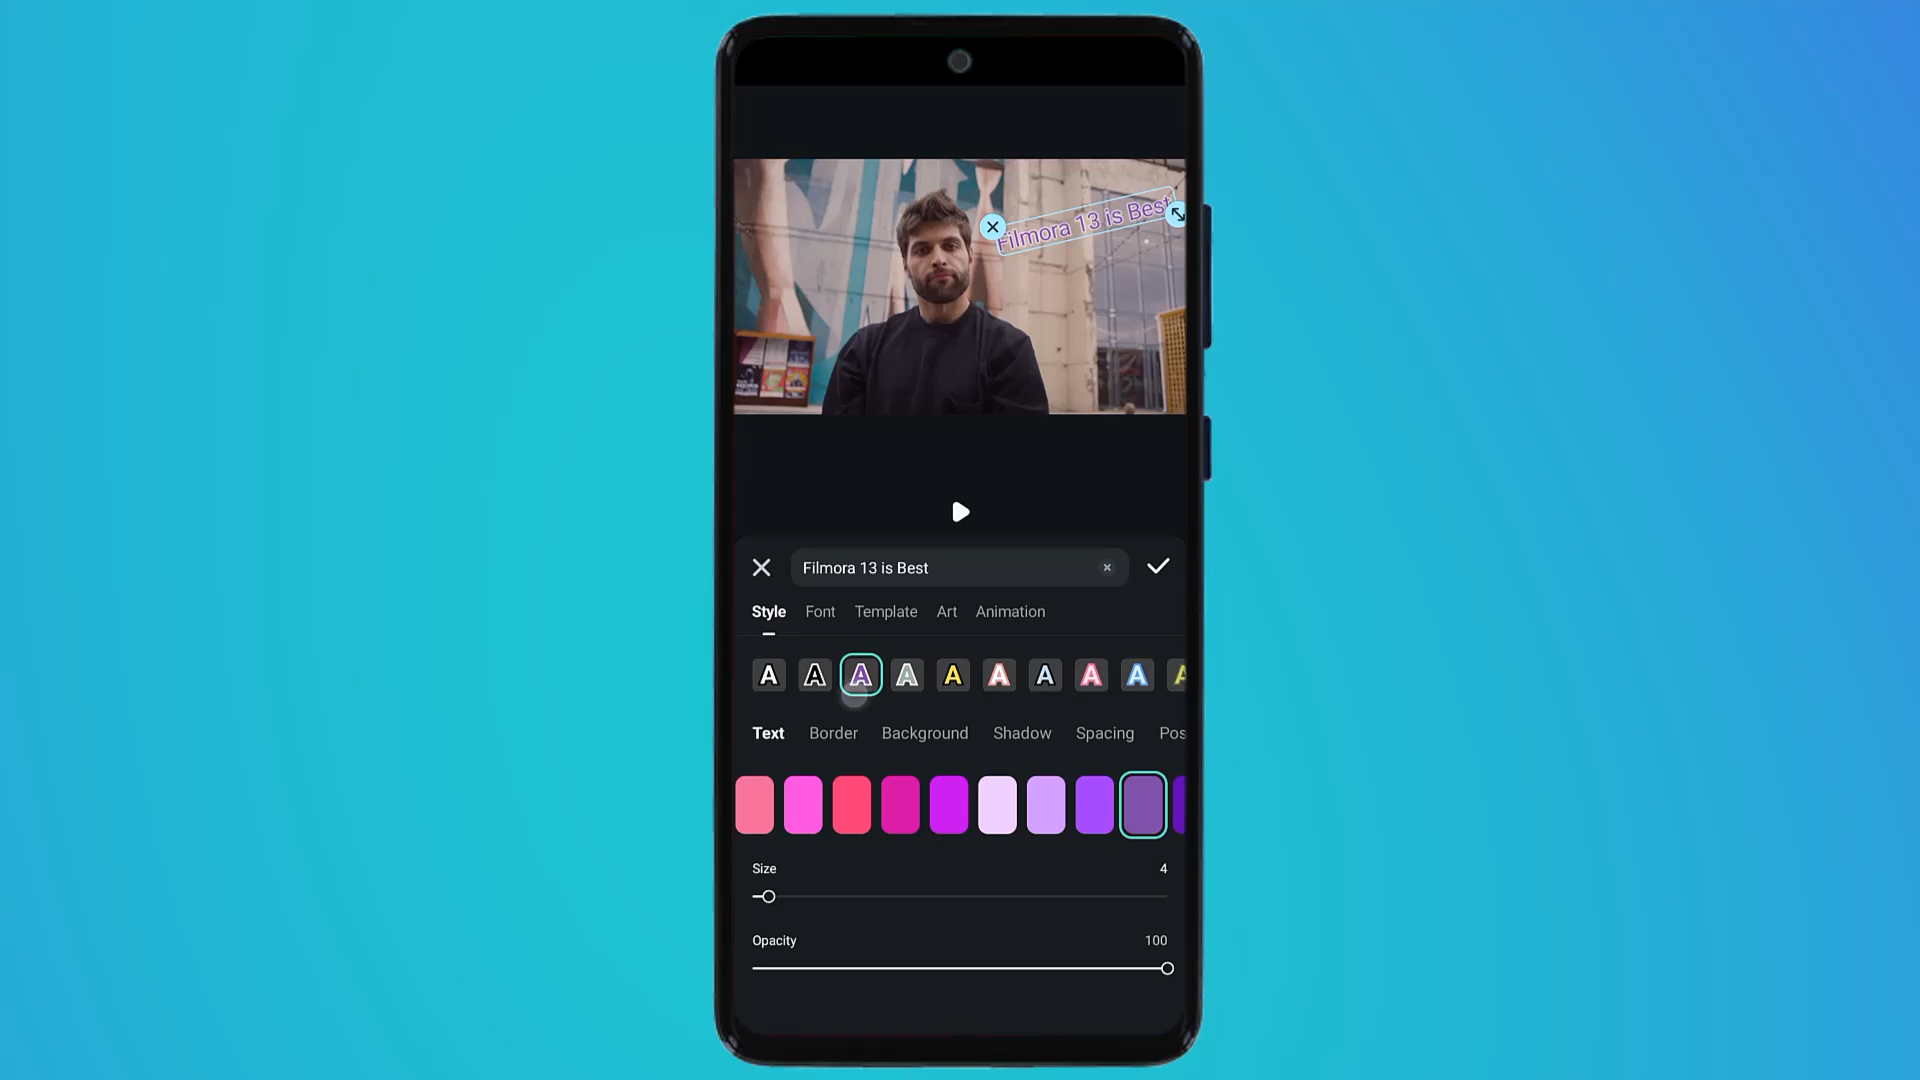 Filmora 13 is Best
Filmora 13 is Best
Style Font Template Art Animation
A A A A A A A A A A
Text Border Background Shadow Spacing Pos
Size 4
Opacity 100